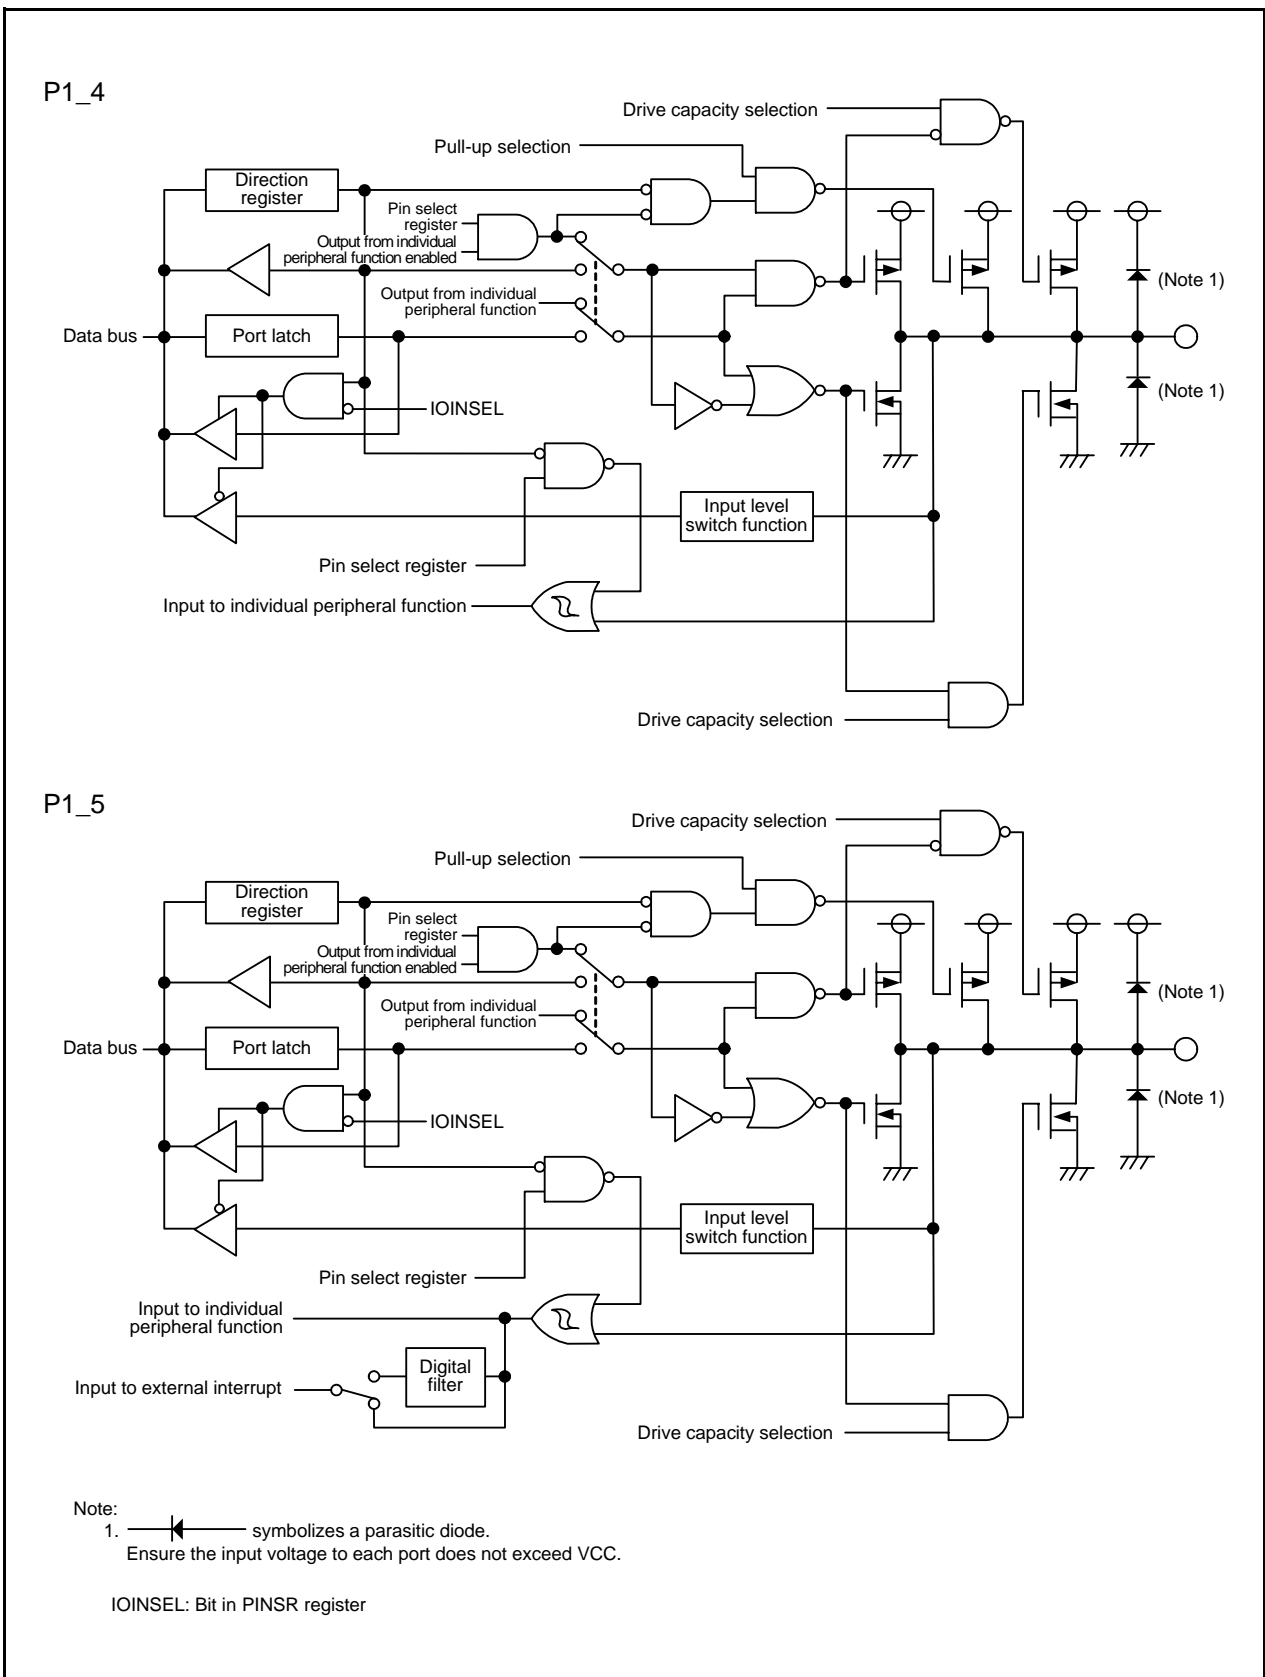 P1_4
Drive capacity selection
Pull-up selection
Direction
register
Pin select
register
Output from individual
peripheral function enabled
(Note 1)
Output from individual
peripheral function
Data bus
Port latch
(Note 1)
IOINSEL
Input level
switch function
Pin select register
Input to individual peripheral function
Drive capacity selection
P1_5
Drive capacity selection
Pull-up selection
Direction
register
Pin select
register
Output from individual
peripheral function enabled
(Note 1)
Output from individual
peripheral function
Data bus
Port latch
(Note 1)
IOINSEL
Input level
switch function
Pin select register
Input to individual
peripheral function
Digital
filter
Input to external interrupt
Drive capacity selection
Note:
1. symbolizes a parasitic diode.
Ensure the input voltage to each port does not exceed VCC.
IOINSEL: Bit in PINSR register